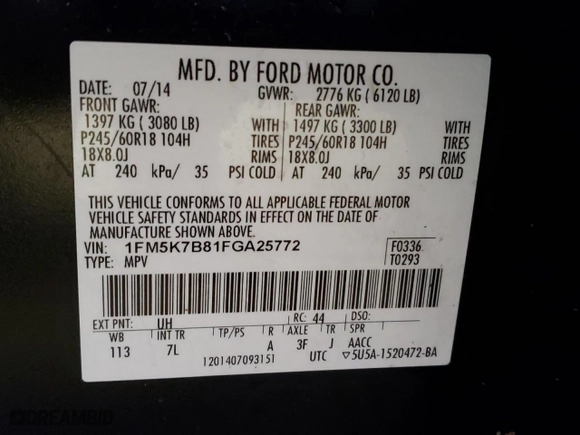 MFD. BY FORD MOTOR CO.
DATE: 07/14 GVWR: 2776 KG ( 6120 LB)
FRONT GAWR: REAR GAWR:
1397 KG ( 3080 LB) WITH 1497 KG ( 3300 LB) WITH
P245/60R18 104H TIRES P245/60R18 104H TIRES
18X8.0J RIMS 18X8.0J RIMS
AT 240 kPa/ 35 PSI COLD AT 240 kPa/ 35 PSI COLD
THIS VEHICLE CONFORMS TO ALL APPLICABLE FEDERAL MOTOR
VEHICLE SAFETY STANDARDS IN EFFECT ON THE DATE OF
MANUFACTURE SHOWN ABOVE.
VIN: 1FM5K7B81FGA25772 F0336
TYPE: MPV T0293
EXT PNT: UH RC: 44 DSO:
WB INT TR TP/PS R AXLE TR SPR
113 7L A 3F J AACC
1201407093151 UTC ▽5U5A-1520472-BA
DREAMBID